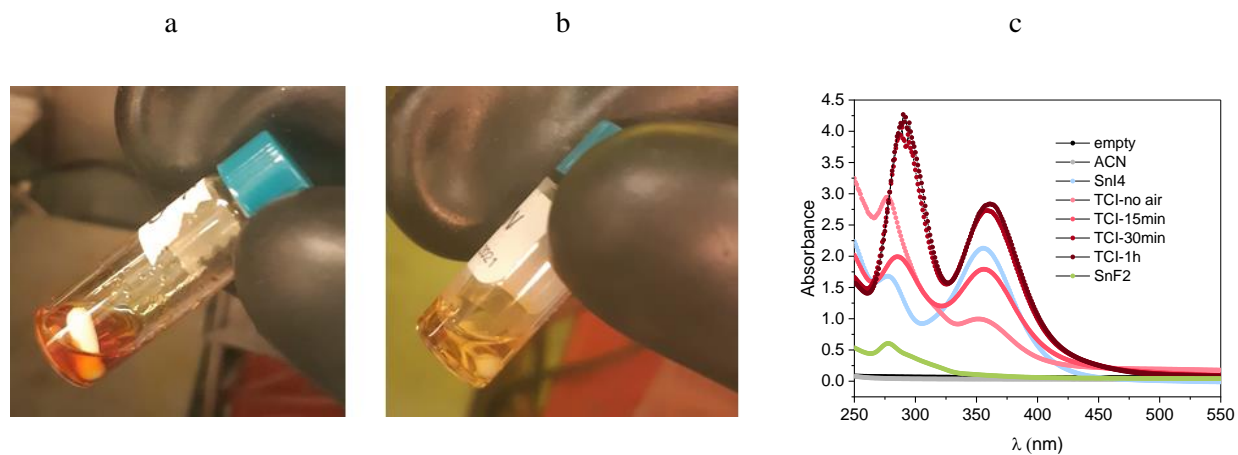 a
b
c
2021
4.5
4.0
3.5
3.0
2.5
2.0
1.5
1.0
0.5
0.0
Absorbance
empty
ACN
SnI4
TCI-no air
TCI-15min
TCI-30min
TCI-1h
SnF2
250 300 350 400 450 500 550
λ (nm)